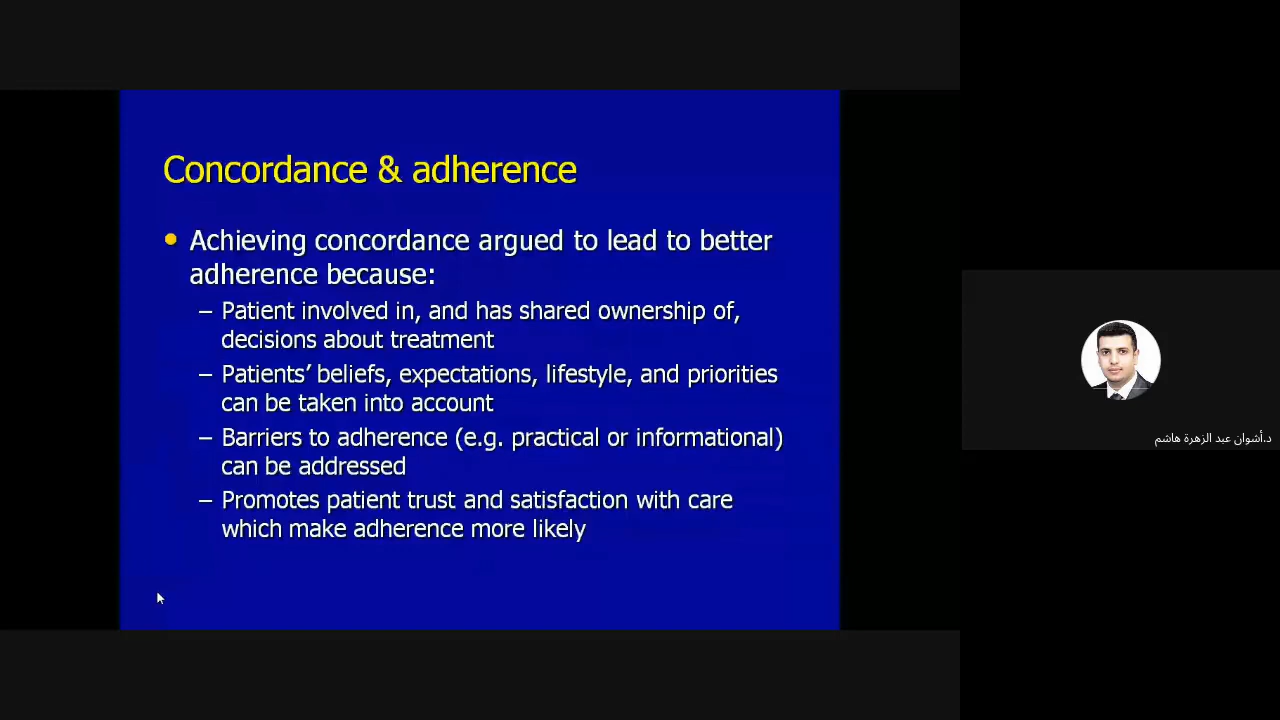 Concordance & adherence
• Achieving concordance argued to lead to better
adherence because:
– Patient involved in, and has shared ownership of,
decisions about treatment
– Patients’ beliefs, expectations, lifestyle, and priorities
can be taken into account
– Barriers to adherence (e.g. practical or informational)
can be addressed
– Promotes patient trust and satisfaction with care
which make adherence more likely
د.أشوان عبد الزهرة هاشم